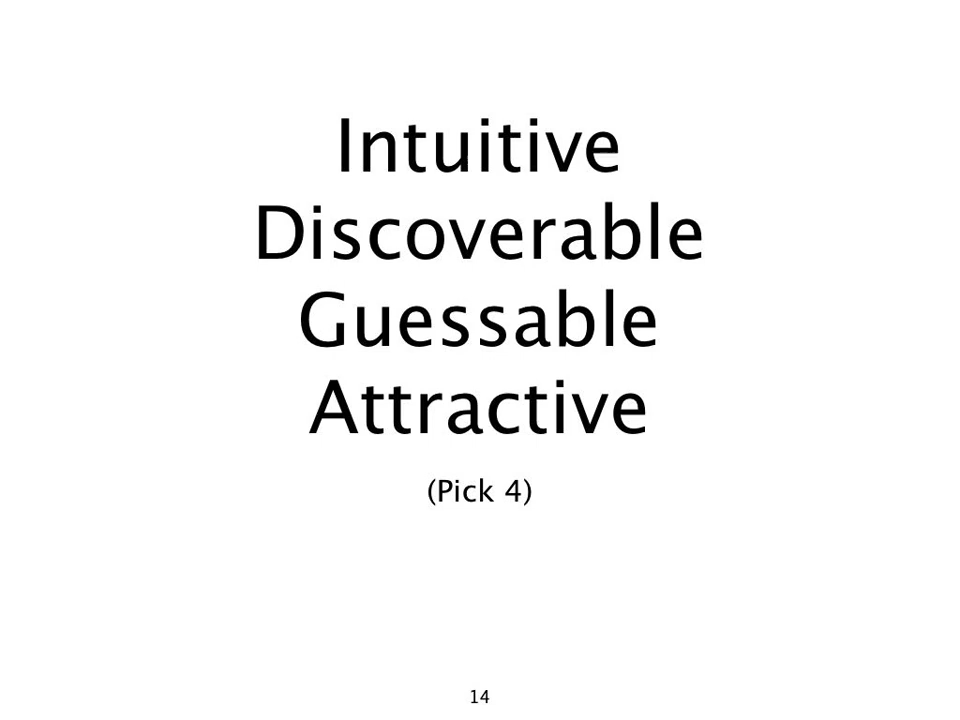 Intuitive
Discoverable
Guessable
Attractive
(Pick 4)
14